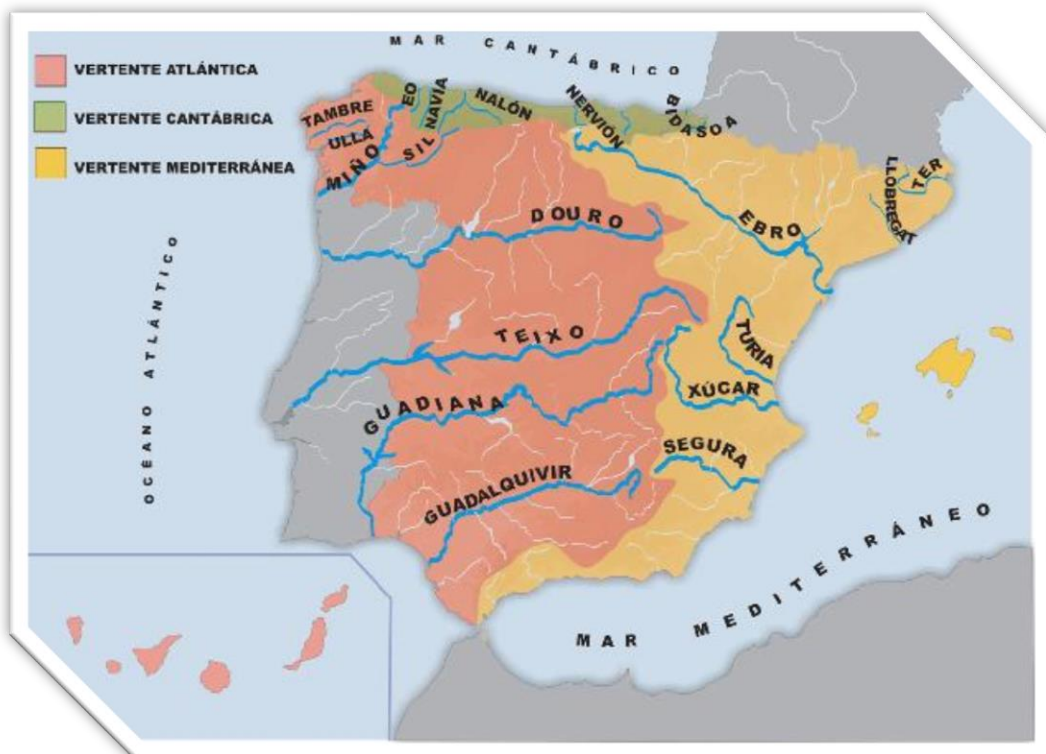 MAR CANTÁBRICO
VERTENTE ATLÁNTICA
VERTENTE CANTÁBRICA
VERTENTE MEDITERRÁNEA
EO
NAVIA
NALÓN
NERVIÓN
BIDASOA
TAMBRE
ULLA
MIÑO
SIL
LLOBREGAT
TER
DOURO
EBRO
OCÉANO ATLÁNTICO
TEIXO
TURIA
XÚCAR
GUADIANA
SEGURA
GUADALQUIVIR
MAR MEDITERRÁNEO